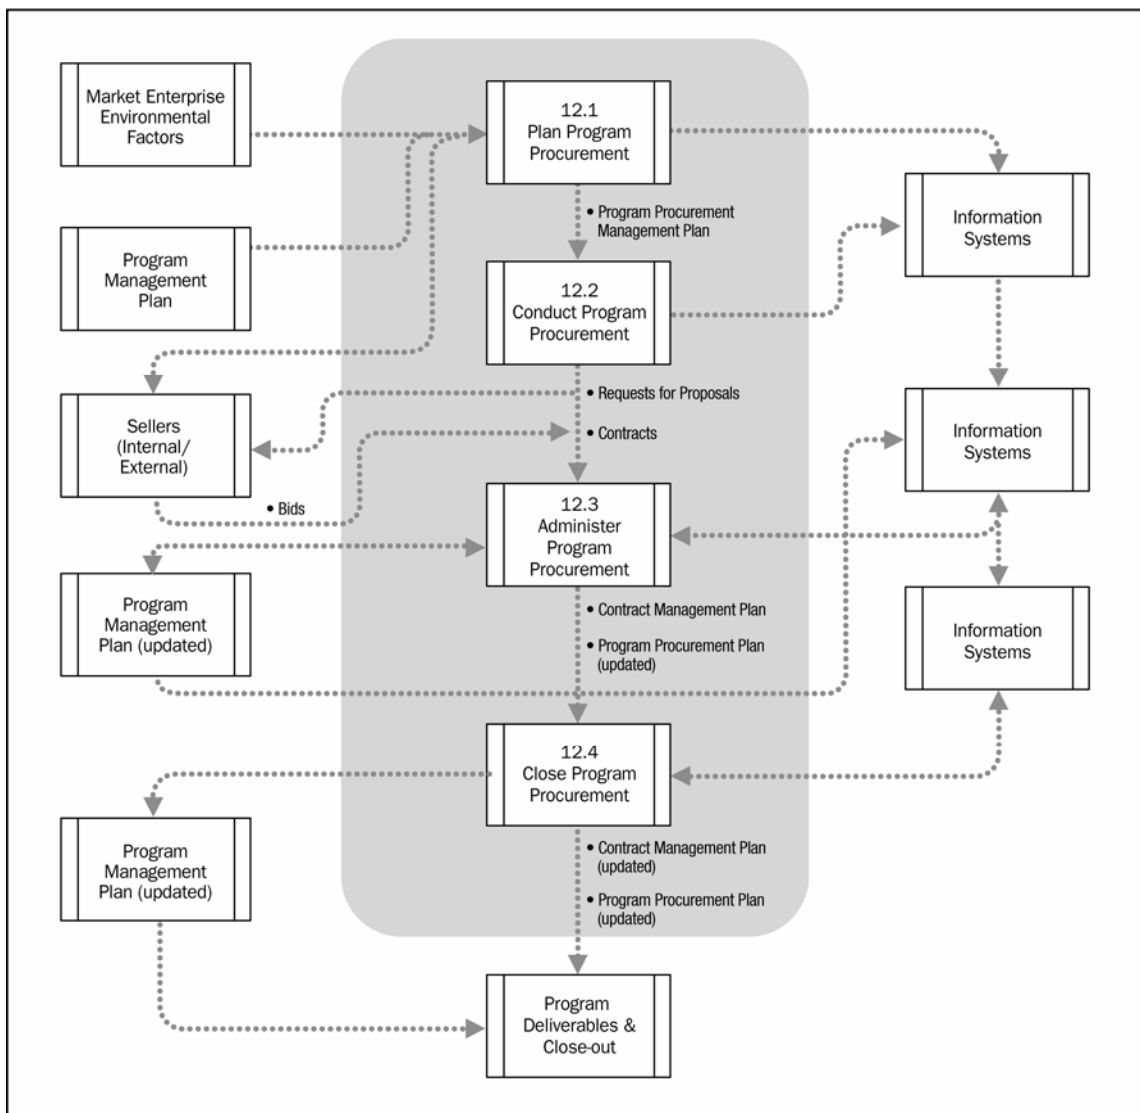 Market Enterprise
Environmental
Factors
12.1
Plan Program
Procurement
Information
Systems
• Program Procurement
Management Plan
Program
Management
Plan
12.2
Conduct Program
Procurement
• Requests for Proposals
Sellers
(Internal/
External)
• Contracts
Information
Systems
• Bids
12.3
Administer
Program
Procurement
Program
Management
Plan (updated)
• Contract Management Plan
• Program Procurement Plan
(updated)
Information
Systems
12.4
Close Program
Procurement
Program
Management
Plan (updated)
• Contract Management Plan
(updated)
• Program Procurement Plan
(updated)
Program
Deliverables &
Close-out